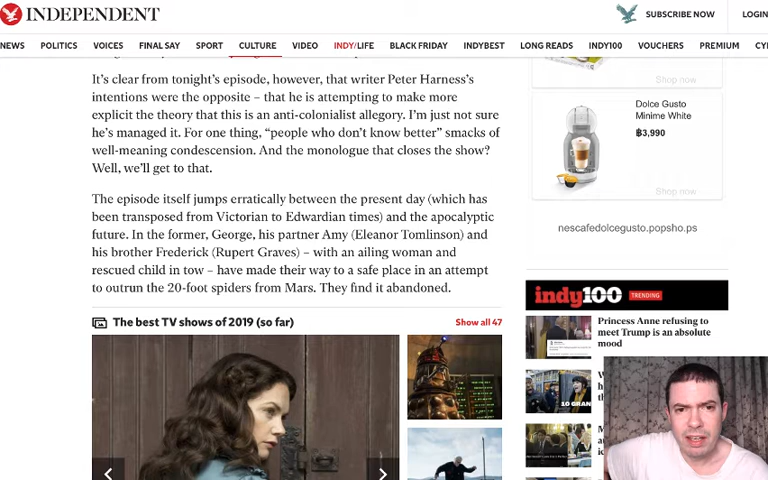 INDEPENDENT
SUBSCRIBE NOW
LOGIN
NEWS POLITICS VOICES FINAL SAY SPORT CULTURE VIDEO INDY/LIFE BLACK FRIDAY INDYBEST LONG READS INDY100 VOUCHERS PREMIUM
It's clear from tonight's episode, however, that writer Peter Harness's
intentions were the opposite – that he is attempting to make more
explicit the theory that this is an anti-colonialist allegory. I'm just not sure
he's managed it. For one thing, "people who don't know better" smacks of
well-meaning condescension. And the monologue that closes the show?
Well, we'll get to that.
The episode itself jumps erratically between the present day (which has
been transposed from Victorian to Edwardian times) and the apocalyptic
future. In the former, George, his partner Amy (Eleanor Tomlinson) and
his brother Frederick (Rupert Graves) – with an ailing woman and
rescued child in tow – have made their way to a safe place in an attempt
to outrun the 20-foot spiders from Mars. They find it abandoned.
The best TV shows of 2019 (so far)
Show all 47
Shop now
Dolce Gusto
Minime White
฿3,990
Shop now
nescafedolcegusto.popsho.ps
indy100 TRENDING
Princess Anne refusing to
meet Trump is an absolute
mood
10 GRAN